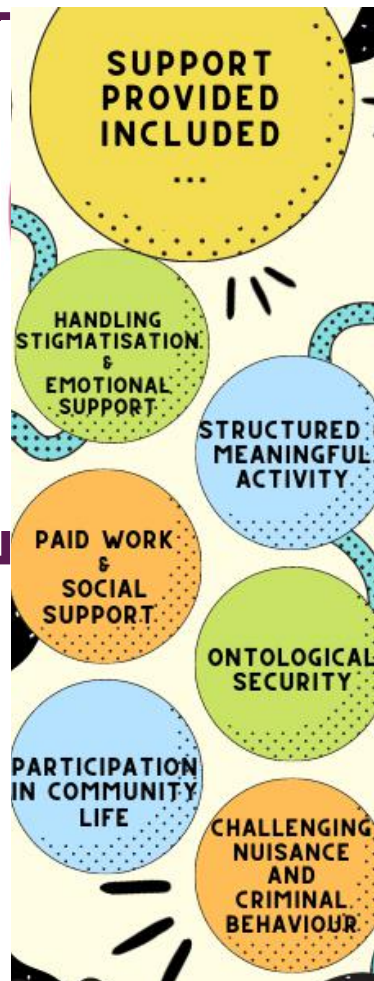 SUPPORT
PROVIDED
INCLUDED
...
HANDLING
STIGMATISATION
&
EMOTIONAL
SUPPORT
STRUCTURED
MEANINGFUL
ACTIVITY
PAID WORK
&
SOCIAL
SUPPORT
ONTOLOGICAL
SECURITY
PARTICIPATION
IN COMMUNITY
LIFE
CHALLENGING
NUISANCE
AND
CRIMINAL
BEHAVIOUR